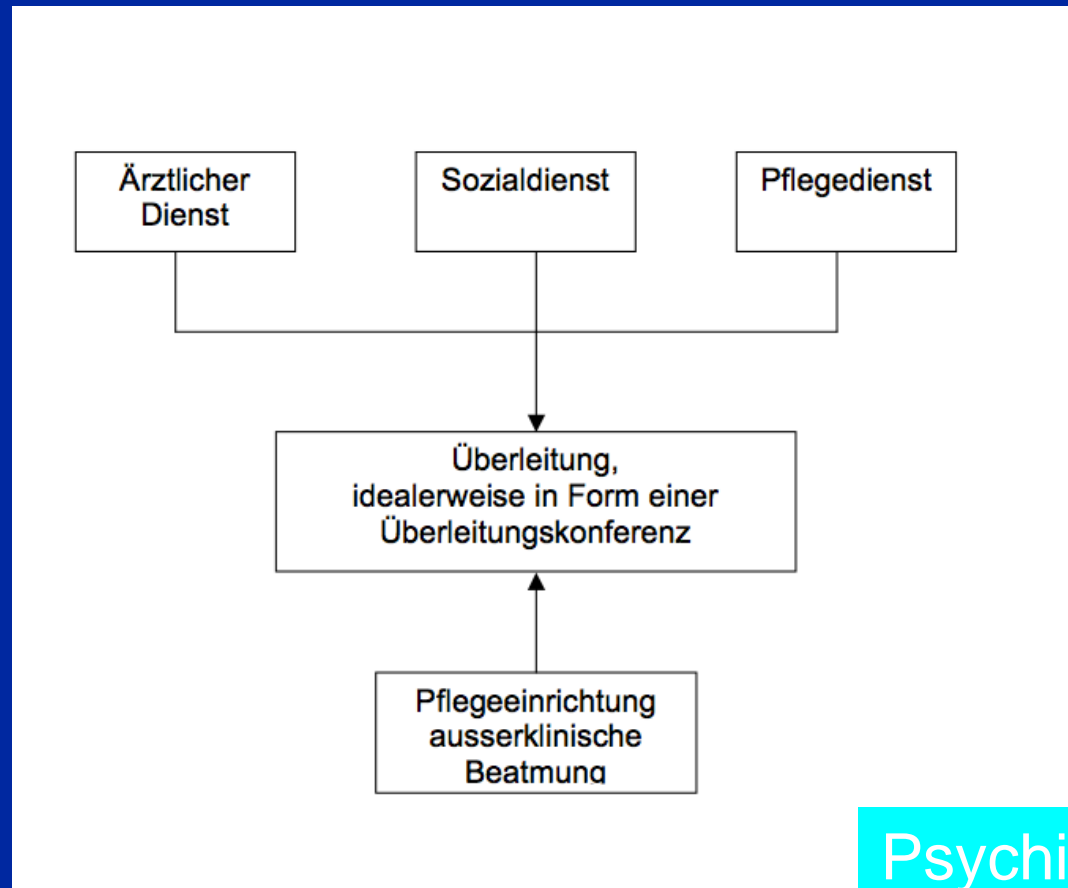 Ärztlicher
Dienst
Sozialdienst
Pflegedienst
Überleitung,
idealerweise in Form einer
Überleitungskonferenz
Pflegeeinrichtung
ausserklinische
Beatmung
Psychi